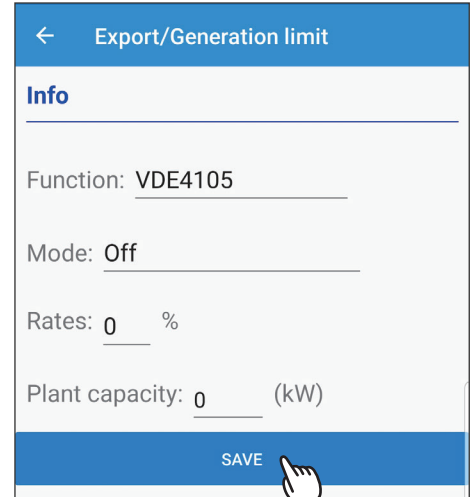 Export/Generation limit
Info
Function: VDE4105
Mode: Off
Rates: 0 %
Plant capacity: 0 (kW)
SAVE